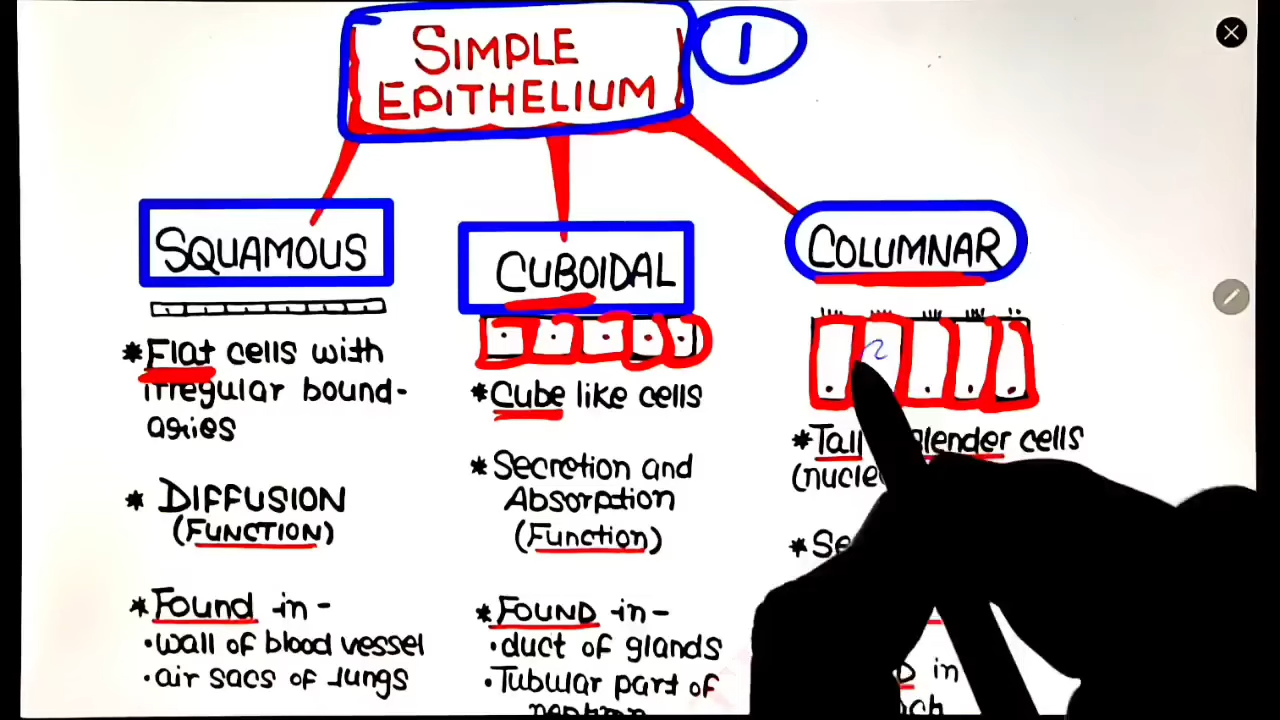 SIMPLE
EPITHELIUM
1
SQUAMOUS
* Flat cells with
irregular bound-
aries
* DIFFUSION
(FUNCTION)
* Found in -
• wall of blood vessel
• air sacs of lungs
CUBOIDAL
* Cube like cells
* Secretion and
Absorption
(Function)
* FOUND in -
• duct of glands
• Tubular part of
COLUMNAR
* Tall slender cells
in